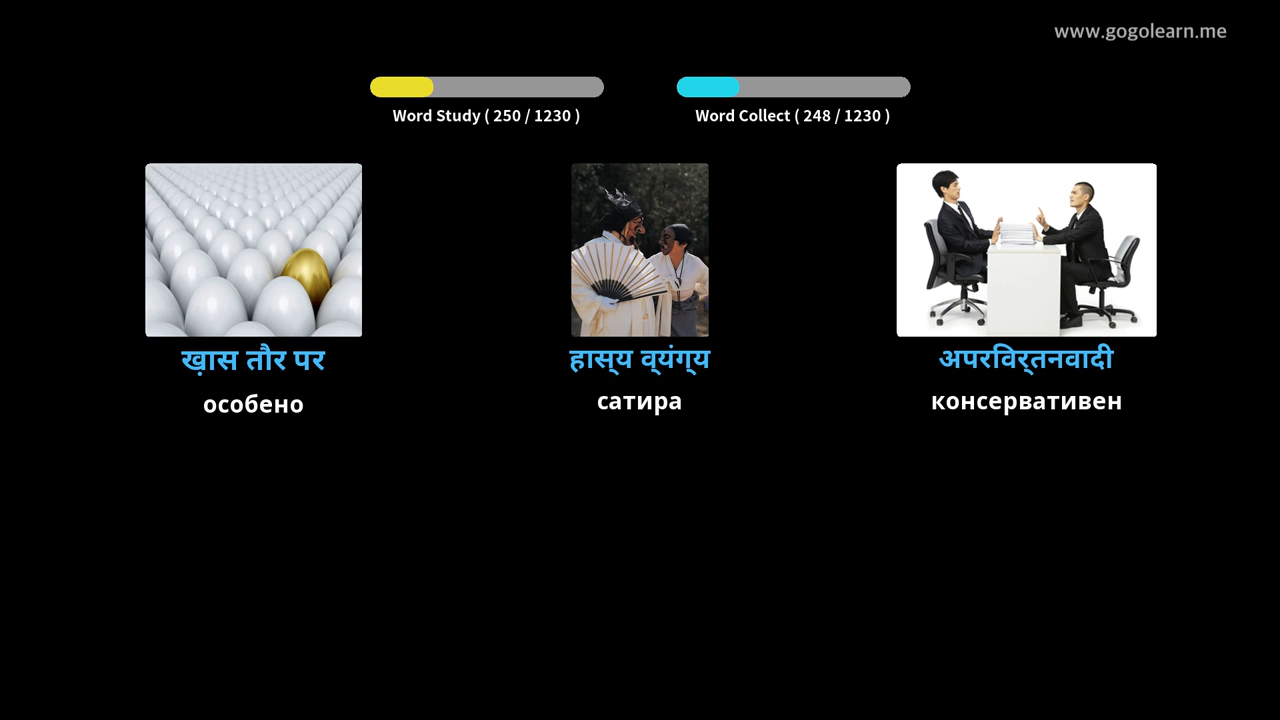 www.gogolearn.me
Word Study ( 250 / 1230 )
Word Collect ( 248 / 1230 )
ख़ास तौर पर
हास्य व्यंग्य
अपरविर्तनवादी
особено
сатира
консервативен